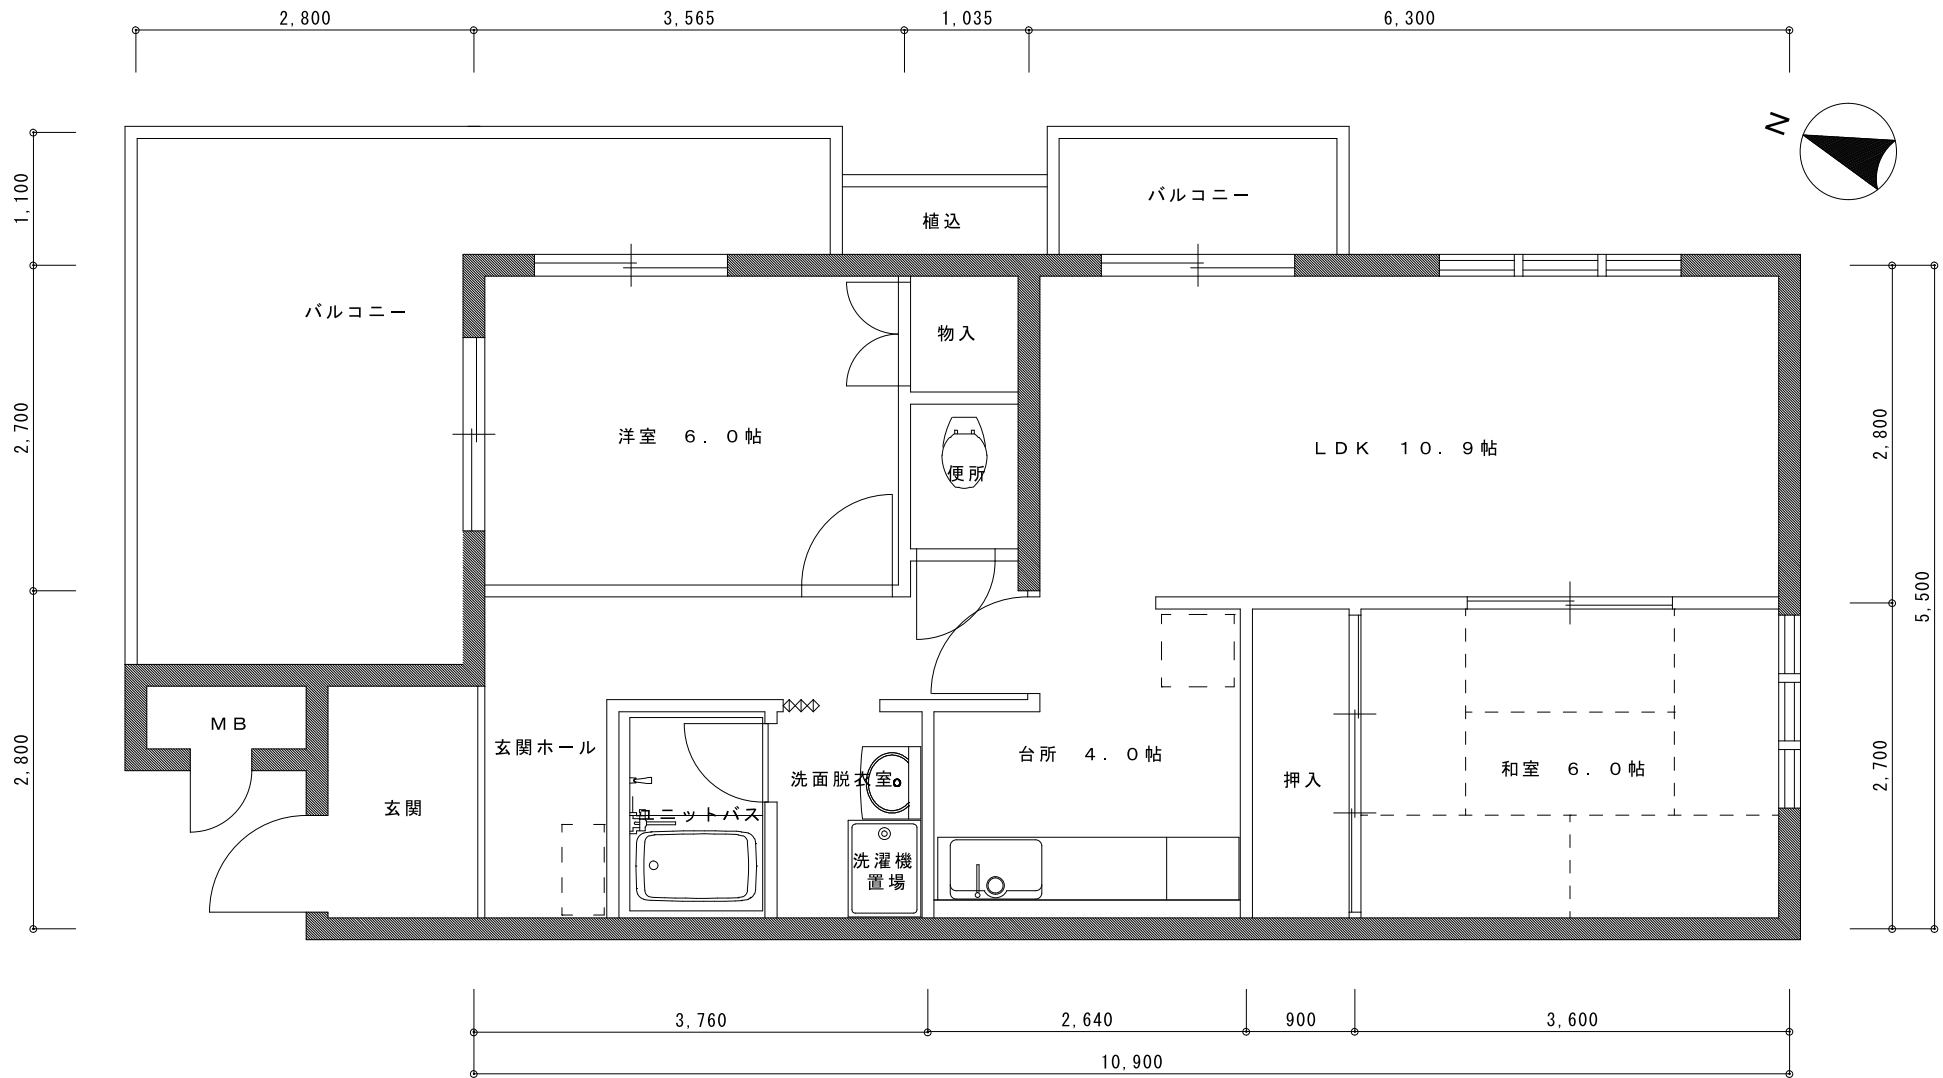 2,800
3,565
1,035
6,300
N
1,100
2,700
2,800
バルコニー
植込
バルコニー
物入
洋室 6.0帖
便所
LDK 10.9帖
MB
玄関
玄関ホール
ユニットバス
洗面脱衣室
洗濯機
置場
台所 4.0帖
押入
和室 6.0帖
2,800
2,700
5,500
3,760
2,640
900
3,600
10,900